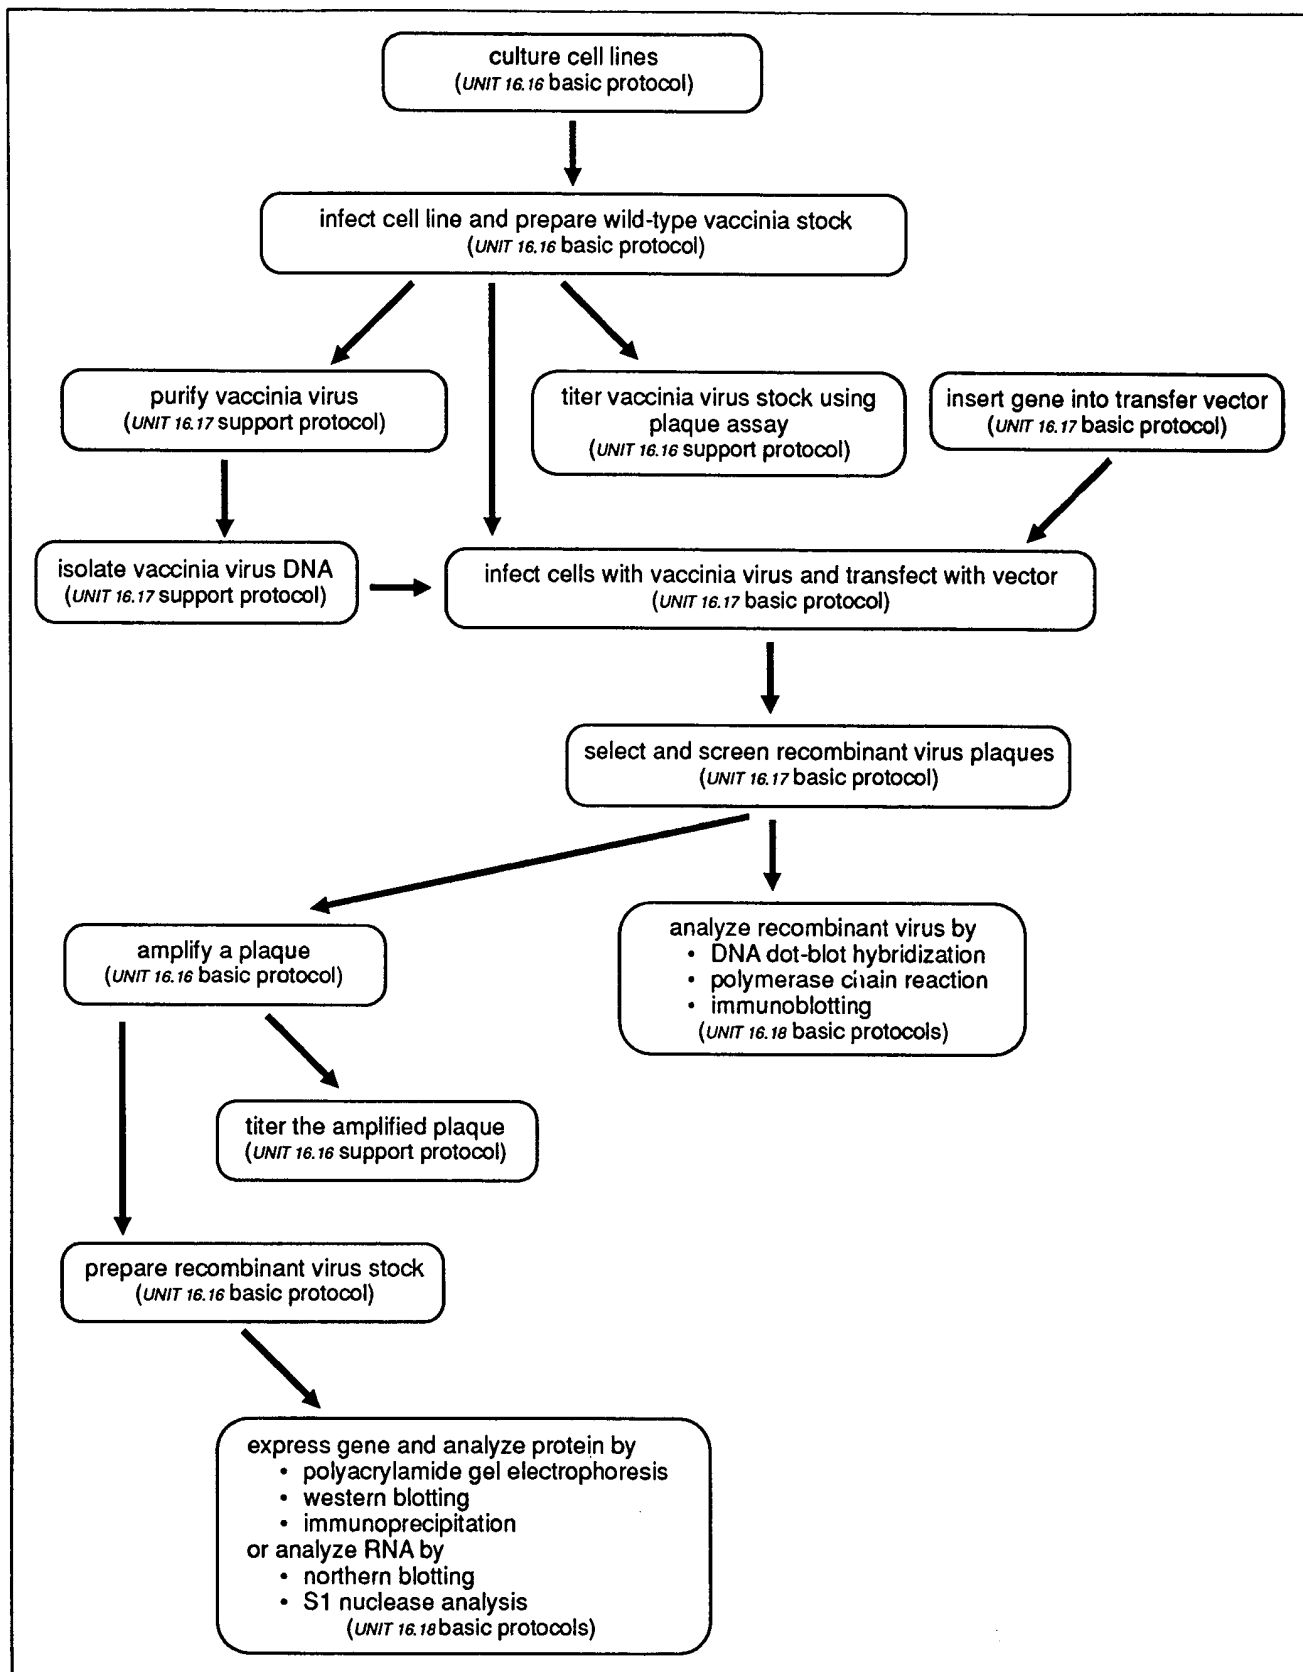 culture cell lines
(UNIT 16.16 basic protocol)
infect cell line and prepare wild-type vaccinia stock
(UNIT 16.16 basic protocol)
purify vaccinia virus
(UNIT 16.17 support protocol)
titer vaccinia virus stock using
plaque assay
(UNIT 16.16 support protocol)
insert gene into transfer vector
(UNIT 16.17 basic protocol)
isolate vaccinia virus DNA
(UNIT 16.17 support protocol)
infect cells with vaccinia virus and transfect with vector
(UNIT 16.17 basic protocol)
select and screen recombinant virus plaques
(UNIT 16.17 basic protocol)
amplify a plaque
(UNIT 16.16 basic protocol)
analyze recombinant virus by
• DNA dot-blot hybridization
• polymerase chain reaction
• immunoblotting
(UNIT 16.18 basic protocols)
titer the amplified plaque
(UNIT 16.16 support protocol)
prepare recombinant virus stock
(UNIT 16.16 basic protocol)
express gene and analyze protein by
• polyacrylamide gel electrophoresis
• western blotting
• immunoprecipitation
or analyze RNA by
• northern blotting
• S1 nuclease analysis
(UNIT 16.18 basic protocols)